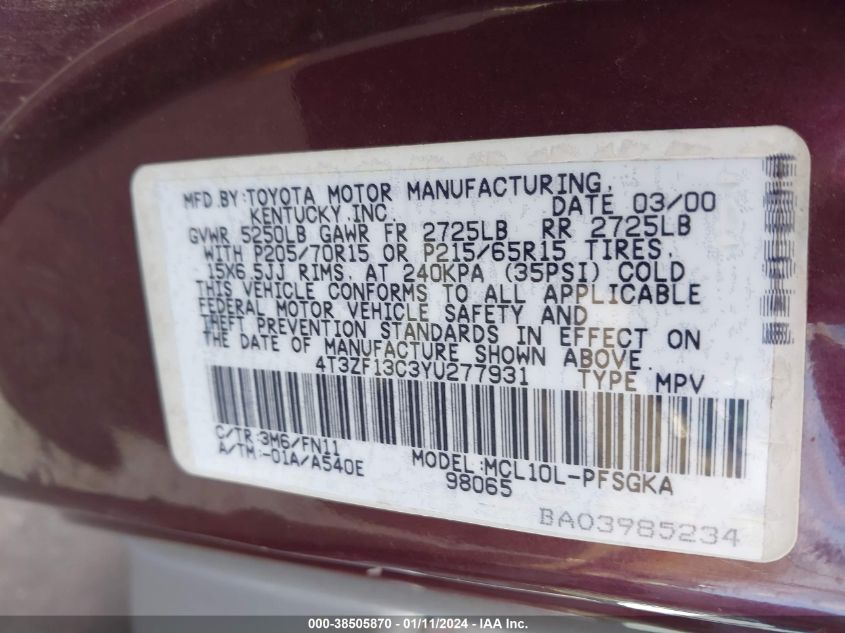 MFD BY:TOYOTA MOTOR MANUFACTURING,
KENTUCKY,INC. DATE 03/00
GVWR 5250LB GAWR FR 2725LB RR 2725LB
WITH P205/70R15 OR P215/65R15 TIRES,
15X6.5JJ RIMS, AT 240KPA (35PSI) COLD
THIS VEHICLE CONFORMS TO ALL APPLICABLE
FEDERAL MOTOR VEHICLE SAFETY AND
THEFT PREVENTION STANDARDS IN EFFECT ON
THE DATE OF MANUFACTURE SHOWN ABOVE.
4T3ZF13C3YU277931 TYPE MPV
C/TR:3M6/FN11
A/TM:-01A/A540E MODEL:MCL10L-PFSGKA
98065
BA03985234
000-38505870 - 01/11/2024 - IAA Inc.